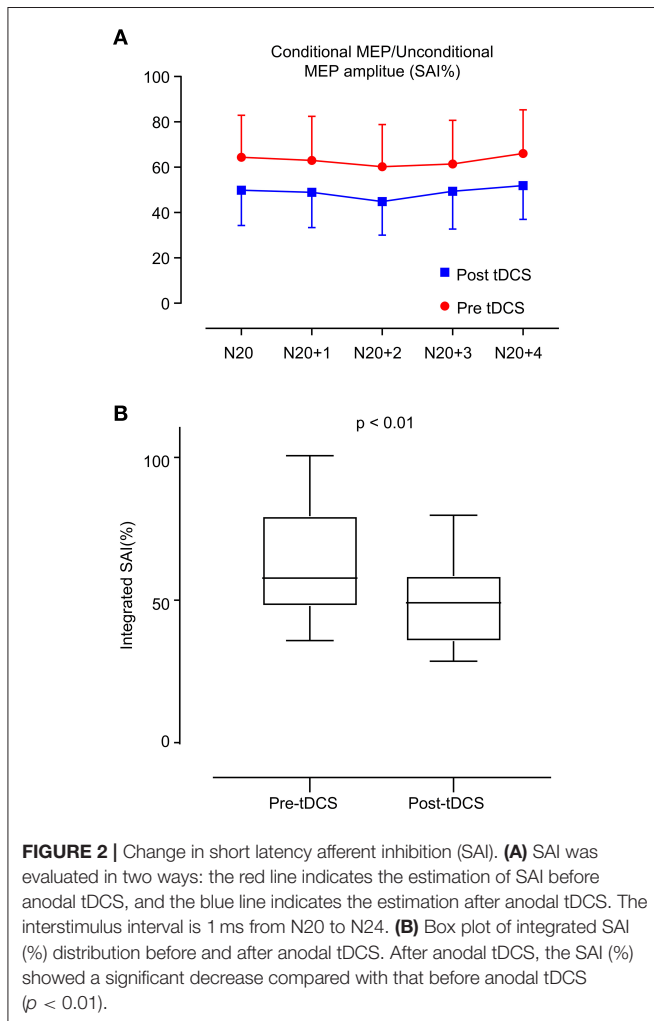 A
Conditional MEP/Unconditional
MEP amplitue (SAI%)
100
80
60
40
20
0
Post tDCS
Pre tDCS
N20 N20+1 N20+2 N20+3 N20+4
B
p < 0.01
Integrated SAI(%)
100
50
0
Pre-tDCS Post-tDCS
FIGURE 2 | Change in short latency afferent inhibition (SAI). (A) SAI was
evaluated in two ways: the red line indicates the estimation of SAI before
anodal tDCS, and the blue line indicates the estimation after anodal tDCS. The
interstimulus interval is 1 ms from N20 to N24. (B) Box plot of integrated SAI
(%) distribution before and after anodal tDCS. After anodal tDCS, the SAI (%)
showed a significant decrease compared with that before anodal tDCS
(p < 0.01).